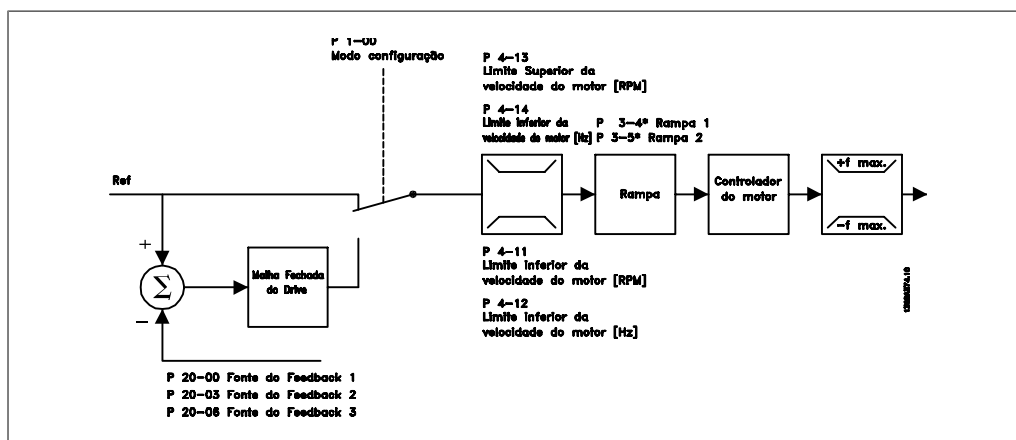 P 1-00
Modo configuração
P 4-13
Limite Superior da
velocidade do motor [RPM]
P 4-14
Limite inferior da
velocidade do motor [Hz]
P 3-4* Rampa 1
P 3-5* Rampa 2
Ref
+f max.
Rampa
Controlador
do motor
-f max.
+
Σ
Malha Fechada
do Drive
−
P 4-11
Limite inferior da
velocidade do motor [RPM]
P 4-12
Limite inferior da
velocidade do motor [Hz]
P 20-00 Fonte do Feedback 1
P 20-03 Fonte do Feedback 2
P 20-06 Fonte do Feedback 3